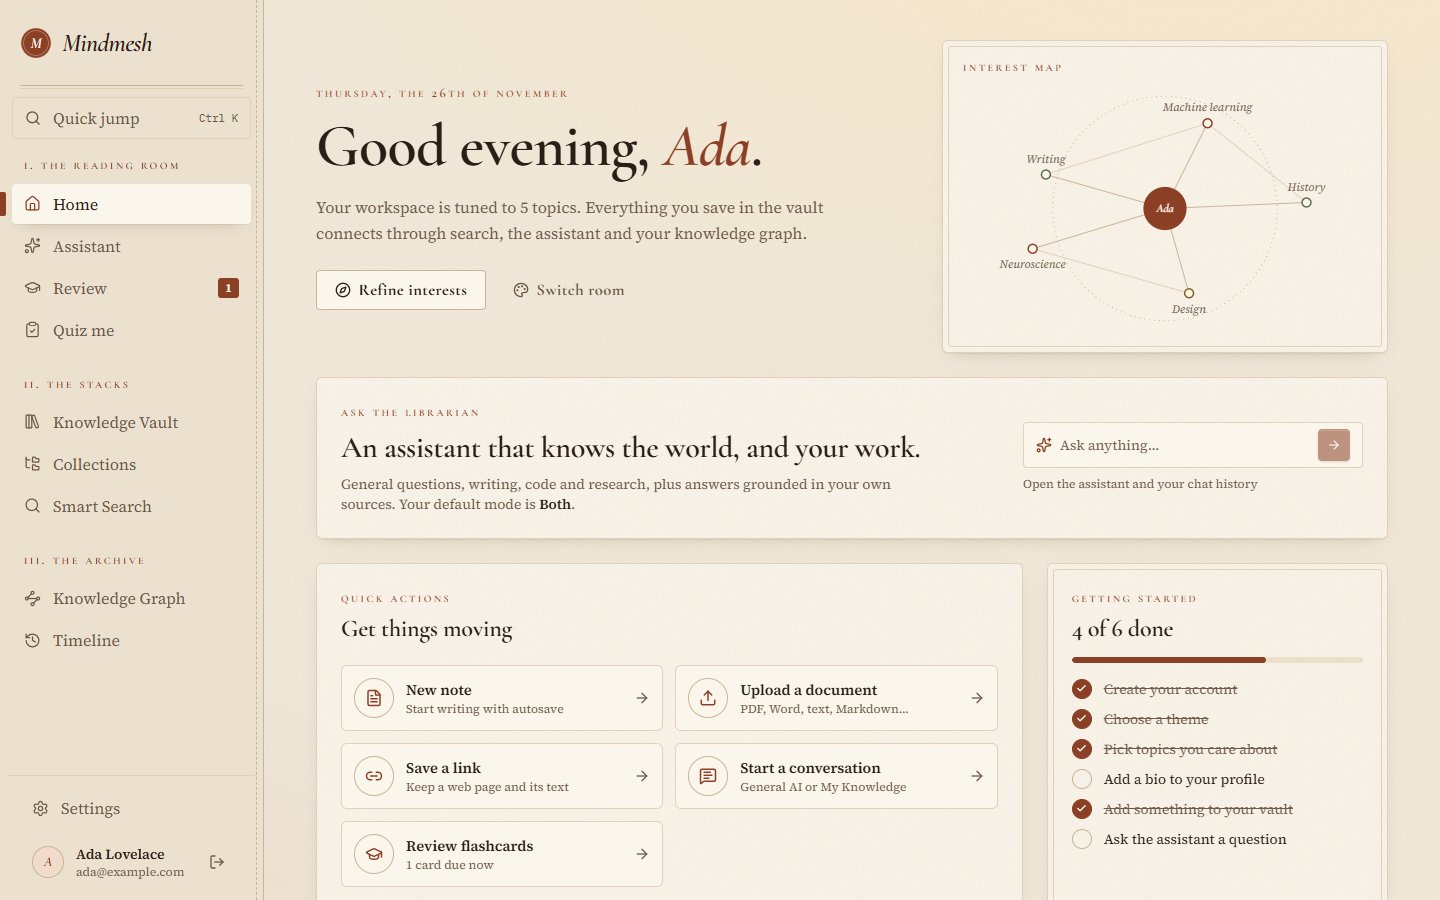 M Mindmesh
Quick jump Ctrl K
I. THE READING ROOM
Home
Assistant
Review 1
Quiz me
II. THE STACKS
Knowledge Vault
Collections
Smart Search
III. THE ARCHIVE
Knowledge Graph
Timeline
Settings
A
Ada Lovelace
ada@example.com
THURSDAY, THE 26TH OF NOVEMBER
Good evening, Ada.
Your workspace is tuned to 5 topics. Everything you save in the vault
connects through search, the assistant and your knowledge graph.
Refine interests
Switch room
INTEREST MAP
Machine learning
Writing
History
Ada
Neuroscience
Design
ASK THE LIBRARIAN
An assistant that knows the world, and your work.
General questions, writing, code and research, plus answers grounded in your own
sources. Your default mode is Both.
Ask anything...
Open the assistant and your chat history
QUICK ACTIONS
Get things moving
New note
Start writing with autosave
Upload a document
PDF, Word, text, Markdown...
Save a link
Keep a web page and its text
Start a conversation
General AI or My Knowledge
Review flashcards
1 card due now
GETTING STARTED
4 of 6 done
Create your account
Choose a theme
Pick topics you care about
Add a bio to your profile
Add something to your vault
Ask the assistant a question